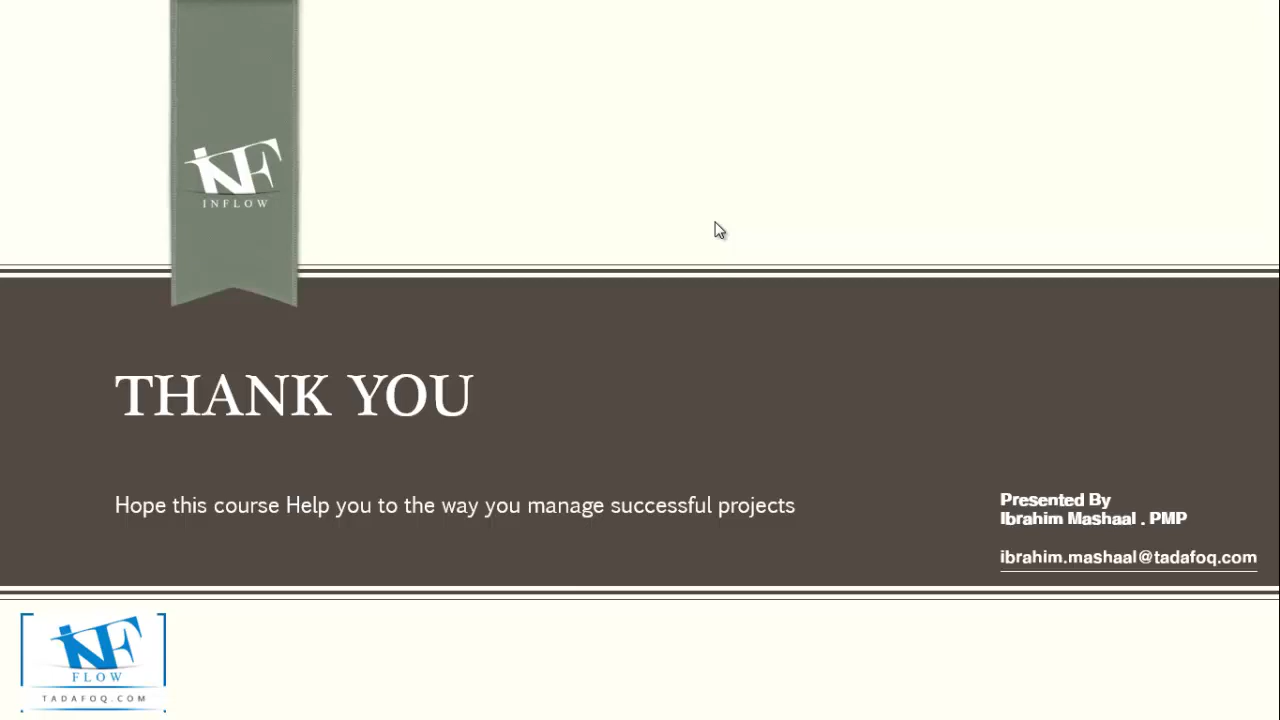 INF
INFLOW
THANK YOU
Hope this course Help you to the way you manage successful projects
Presented By
Ibrahim Mashaal . PMP
ibrahim.mashaal@tadafoq.com
INF
FLOW
TADAFOQ.COM